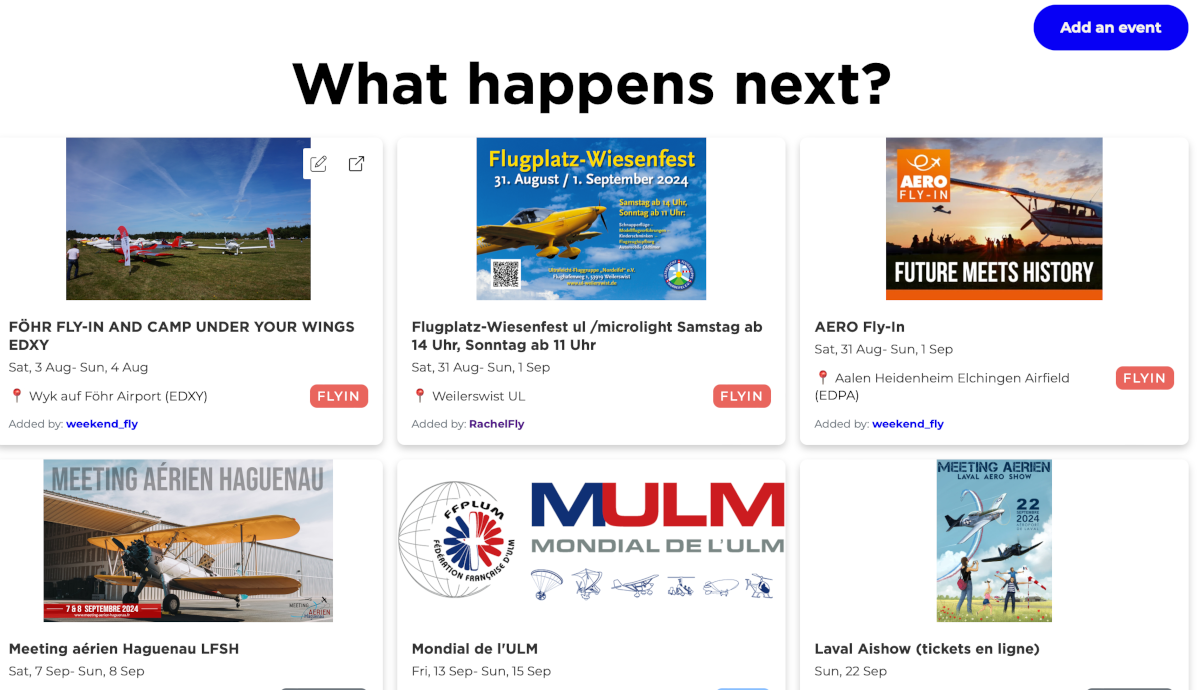 Add an event
What happens next?
Flugplatz-Wiesenfest
31. August / 1. September 2024
Samstag ab 14 Uhr,
Sonntag ab 11 Uhr:
AERO
FLY-IN
FUTURE MEETS HISTORY
FÖHR FLY-IN AND CAMP UNDER YOUR WINGS
EDXY
Sat, 3 Aug- Sun, 4 Aug
Wyk auf Föhr Airport (EDXY)
FLYIN
Added by: weekend_fly
Flugplatz-Wiesenfest ul /microlight Samstag ab
14 Uhr, Sonntag ab 11 Uhr
Sat, 31 Aug- Sun, 1 Sep
Weilerswist UL
FLYIN
Added by: RachelFly
AERO Fly-In
Sat, 31 Aug- Sun, 1 Sep
Aalen Heidenheim Elchingen Airfield
(EDPA)
FLYIN
Added by: weekend_fly
MEETING AÉRIEN HAGUENAU
7 & 8 SEPTEMBRE 2024
MEETING
AÉRIEN
FFPLUM
FÉDÉRATION FRANÇAISE D'ULM
MULM
MONDIAL DE L'ULM
MEETING AERIEN
LAVAL AERO SHOW
22
SEPTEMBRE
2024
Meeting aérien Haguenau LFSH
Sat, 7 Sep- Sun, 8 Sep
Mondial de l'ULM
Fri, 13 Sep- Sun, 15 Sep
Laval Aishow (tickets en ligne)
Sun, 22 Sep